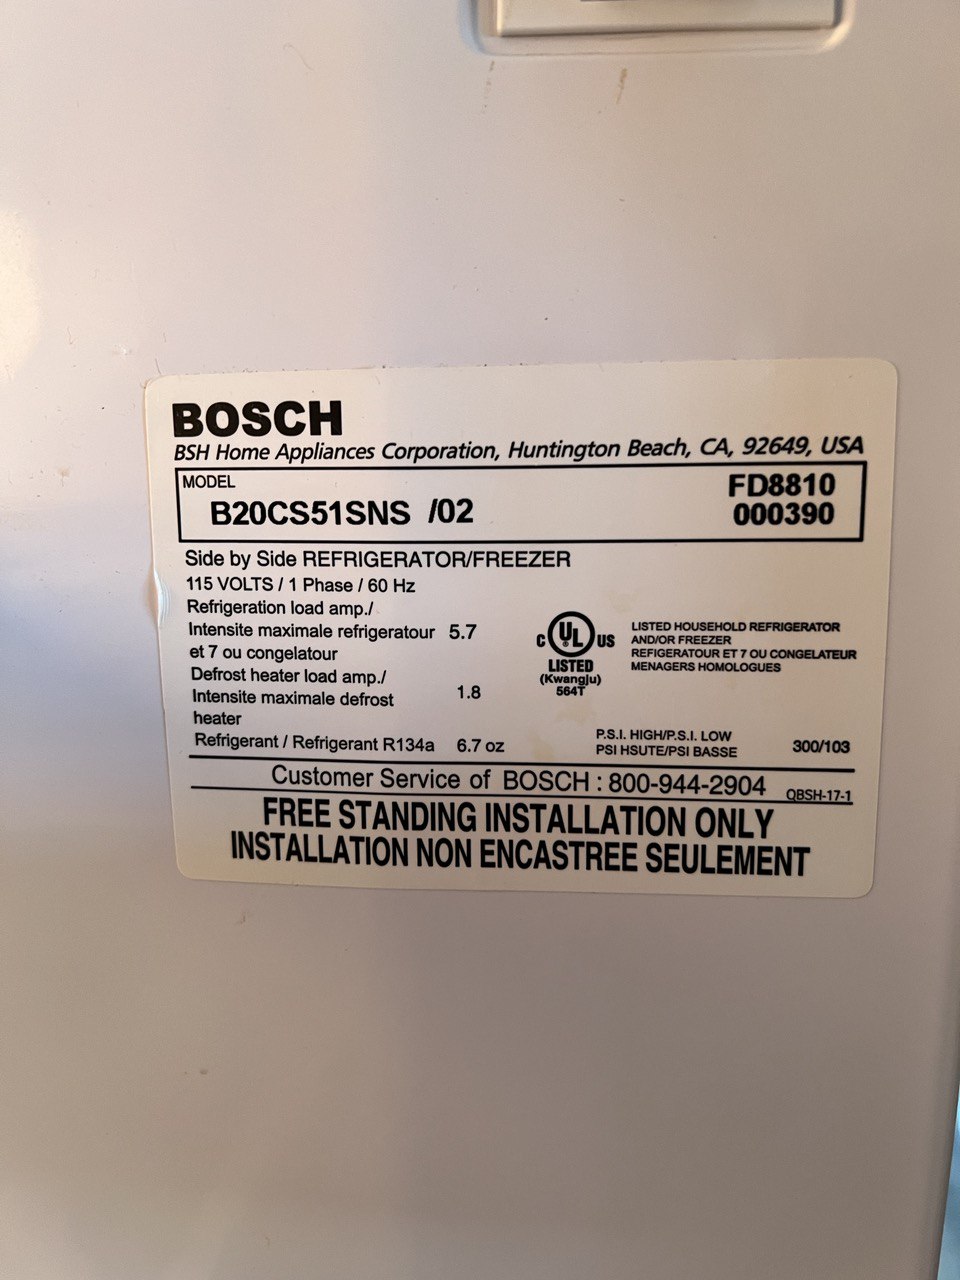 BOSCH
BSH Home Appliances Corporation, Huntington Beach, CA, 92649, USA
MODEL
B20CS51SNS /02
FD8810
000390
Side by Side REFRIGERATOR/FREEZER
115 VOLTS / 1 Phase / 60 Hz
Refrigeration load amp./
Intensite maximale refrigeratour 5.7
et 7 ou congelatour
Defrost heater load amp./
Intensite maximale defrost 1.8
heater
Refrigerant / Refrigerant R134a 6.7 oz
C UL US
LISTED
(Kwangju)
564T
LISTED HOUSEHOLD REFRIGERATOR
AND/OR FREEZER
REFIGERATOUR ET 7 OU CONGELATEUR
MENAGERS HOMOLOGUES
P.S.I. HIGH/P.S.I. LOW
PSI HSUTE/PSI BASSE 300/103
Customer Service of BOSCH : 800-944-2904 QBSH-17-1
FREE STANDING INSTALLATION ONLY
INSTALLATION NON ENCASTREE SEULEMENT